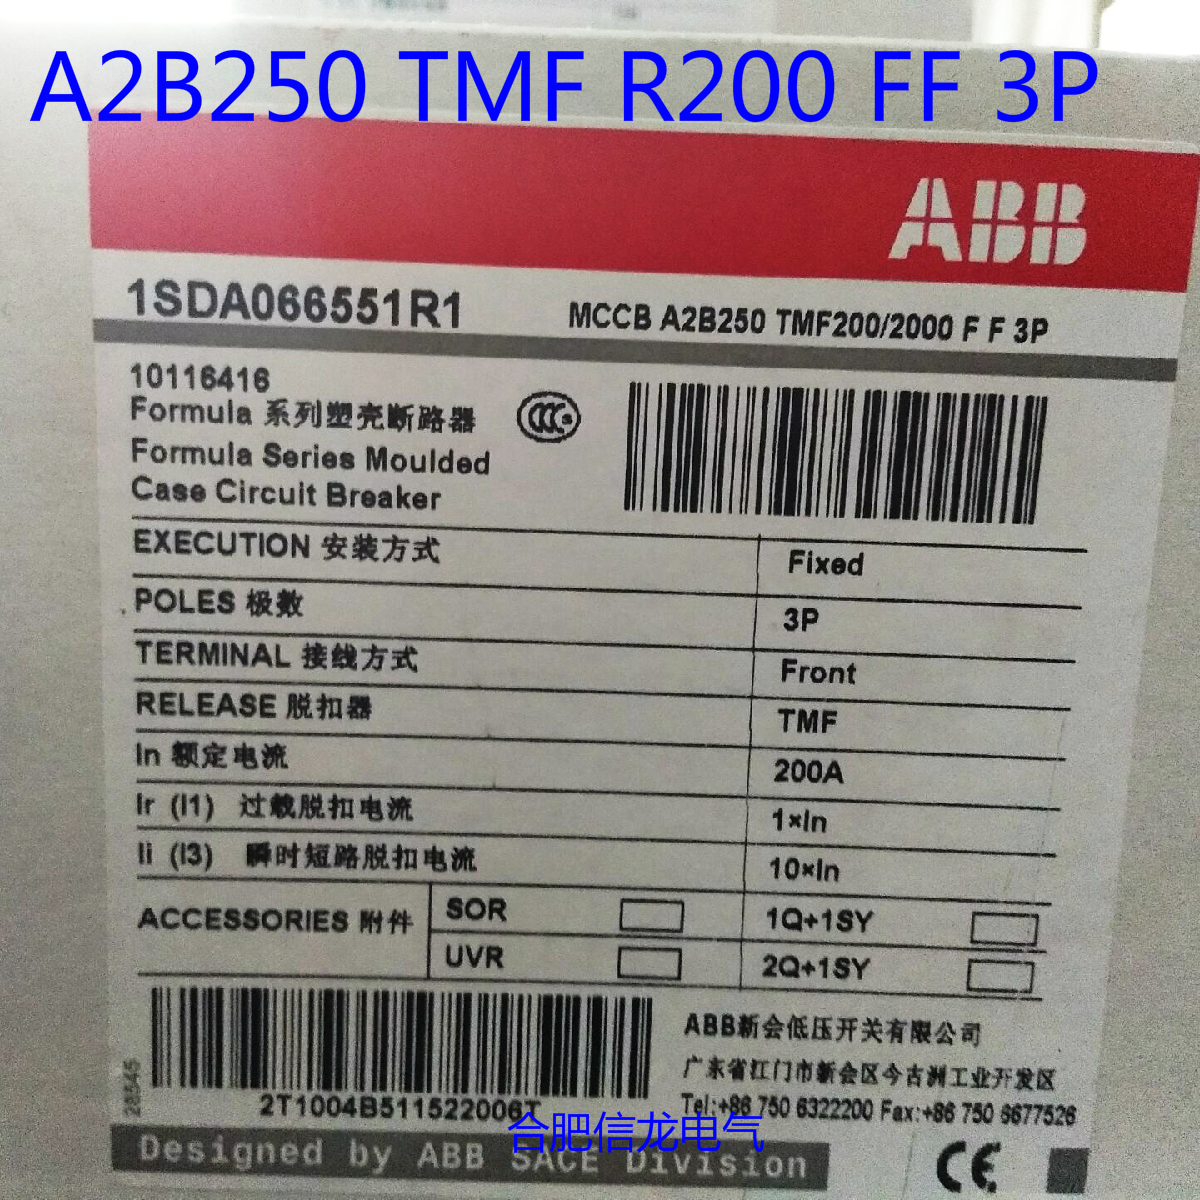 A2B250 TMF R200 FF 3P
ABB
1SDA066551R1 MCCB A2B250 TMF200/2000 F F 3P
10116416
Formula 系列塑壳断路器
Formula Series Moulded
Case Circuit Breaker
CCC S
EXECUTION 安装方式 Fixed
POLES 极数 3P
TERMINAL 接线方式 Front
RELEASE 脱扣器 TMF
In 额定电流 200A
Ir (I1) 过载脱扣电流 1×In
Ii (I3) 瞬时短路脱扣电流 10×In
ACCESSORIES 附件 SOR 1Q+1SY
UVR 2Q+1SY
28545
2T1004B511522006T
ABB新会低压开关有限公司
广东省江门市新会区今古洲工业开发区
Tel:+86 750 6322200 Fax:+86 750 6677526
合肥信龙电气
Designed by ABB SACE Division
CE